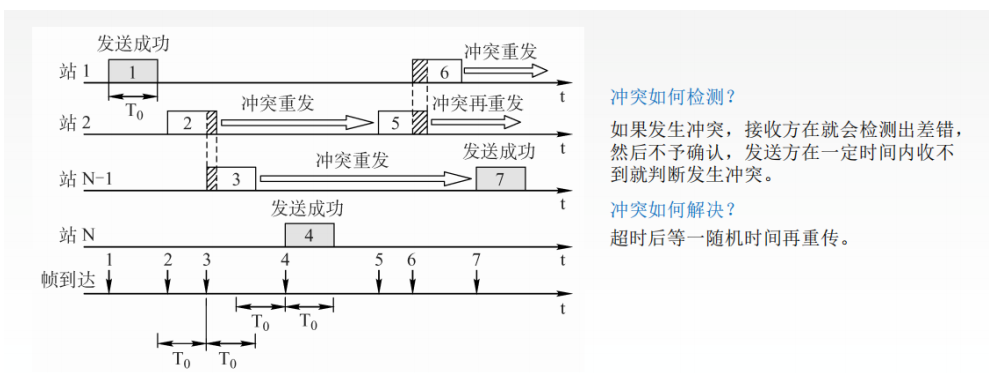 发送成功
站 1
1
6
冲突重发
t
T0
站 2
2
冲突重发
5
冲突再重发
t
站 N-1
3
冲突重发
发送成功
7
t
发送成功
站 N
4
t
1 2 3 4 5 6 7
帧到达
t
T0 T0
T0 T0
冲突如何检测？
如果发生冲突，接收方在就会检测出差错，
然后不予确认，发送方在一定时间内收不
到就判断发生冲突。
冲突如何解决？
超时后等一随机时间再重传。